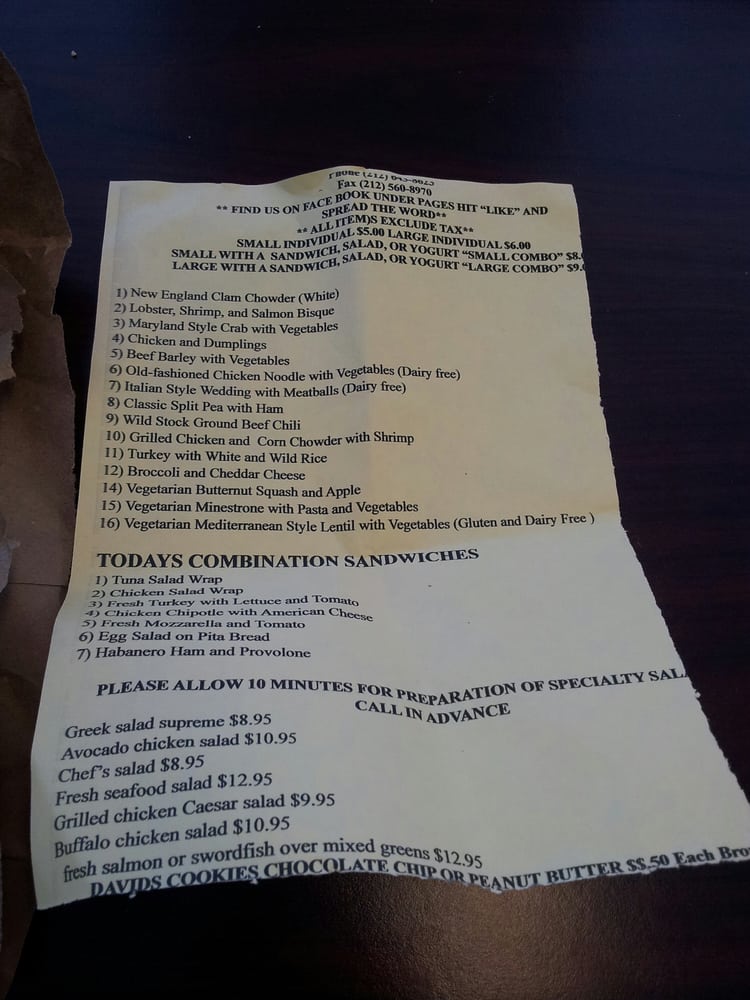 Fax (212) 560-8970
** FIND US ON FACE BOOK UNDER PAGES HIT “LIKE” AND
SPREAD THE WORD**
** ALL ITEM)S EXCLUDE TAX**
SMALL INDIVIDUAL $5.00 LARGE INDIVIDUAL $6.00
SMALL WITH A SANDWICH, SALAD, OR YOGURT “SMALL COMBO”
LARGE WITH A SANDWICH, SALAD, OR YOGURT “LARGE COMBO”
1) New England Clam Chowder (White)
2) Lobster, Shrimp, and Salmon Bisque
3) Maryland Style Crab with Vegetables
4) Chicken and Dumplings
5) Beef Barley with Vegetables
6) Old-fashioned Chicken Noodle with Vegetables (Dairy free)
7) Italian Style Wedding with Meatballs (Dairy free)
8) Classic Split Pea with Ham
9) Wild Stock Ground Beef Chili
10) Grilled Chicken and Corn Chowder with Shrimp
11) Turkey with White and Wild Rice
12) Broccoli and Cheddar Cheese
14) Vegetarian Butternut Squash and Apple
15) Vegetarian Minestrone with Pasta and Vegetables
16) Vegetarian Mediterranean Style Lentil with Vegetables (Gluten and Dairy Free )
TODAYS COMBINATION SANDWICHES
1) Tuna Salad Wrap
2) Chicken Salad Wrap
3) Fresh Turkey with Lettuce and Tomato
4) Chicken Chipotle with American Cheese
5) Fresh Mozzarella and Tomato
6) Egg Salad on Pita Bread
7) Habanero Ham and Provolone
PLEASE ALLOW 10 MINUTES FOR PREPARATION OF SPECIALTY
CALL IN ADVANCE
Greek salad supreme $8.95
Avocado chicken salad $10.95
Chef’s salad $8.95
Fresh seafood salad $12.95
Grilled chicken Caesar salad $9.95
Buffalo chicken salad $10.95
fresh salmon or swordfish over mixed greens $12.95
DAVIDS COOKIES CHOCOLATE CHIP OR PEANUT BUTTER $$.50 Each